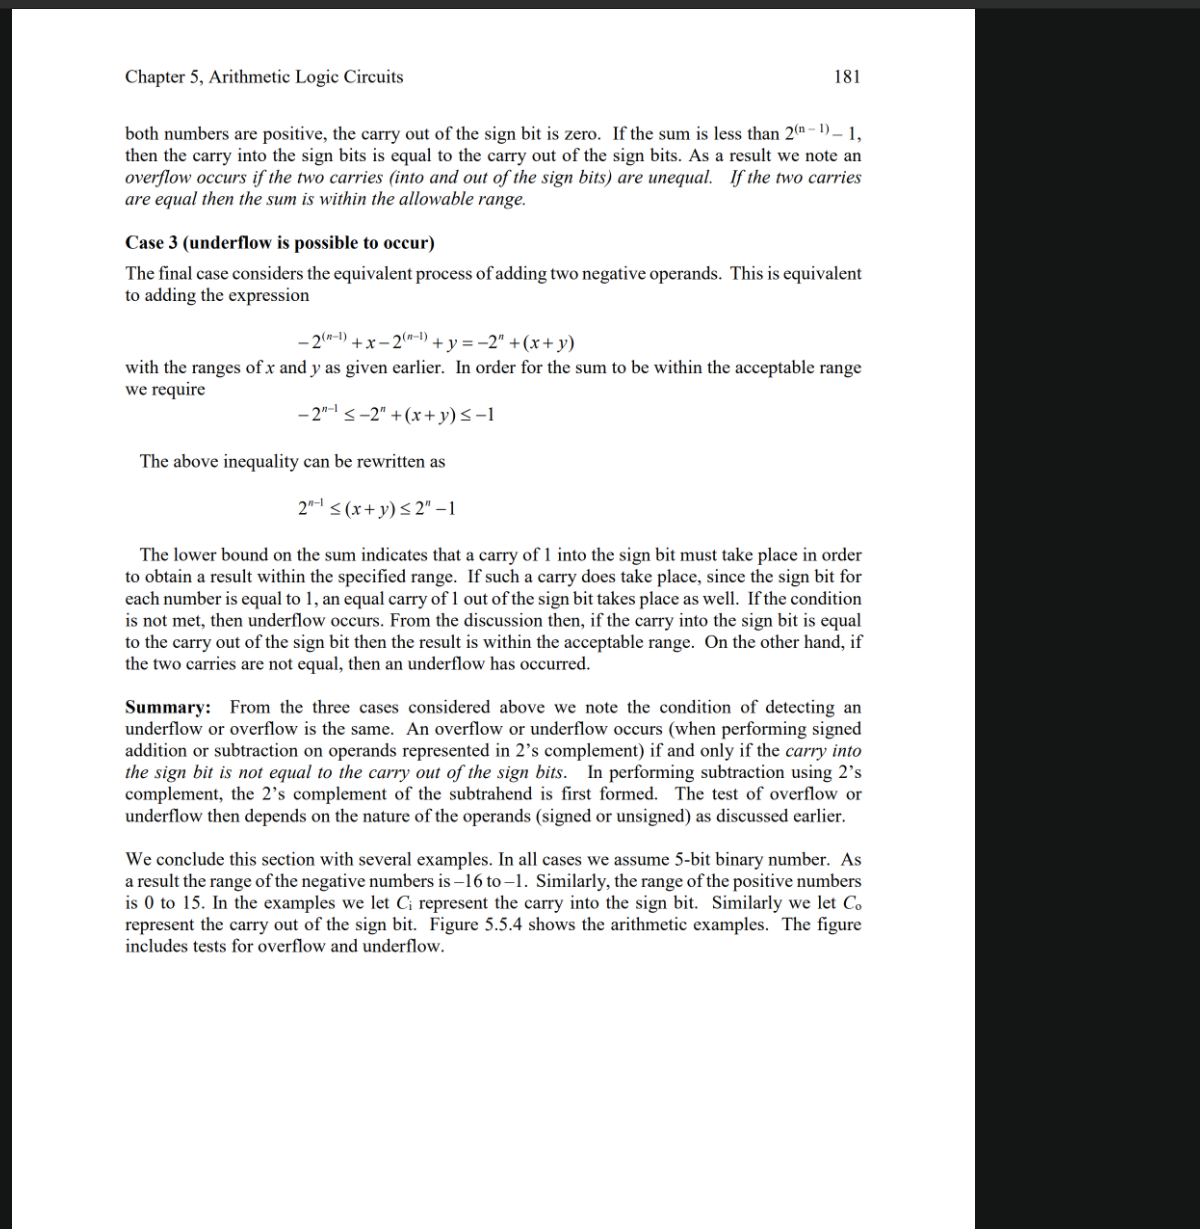 Chapter 5, Arithmetic Logic Circuits 181
both numbers are positive, the carry out of the sign bit is zero. If the sum is less than 2⁽ⁿ ⁻ ¹⁾ – 1,
then the carry into the sign bits is equal to the carry out of the sign bits. As a result we note an
overflow occurs if the two carries (into and out of the sign bits) are unequal. If the two carries
are equal then the sum is within the allowable range.
Case 3 (underflow is possible to occur)
The final case considers the equivalent process of adding two negative operands. This is equivalent
to adding the expression
− 2⁽ⁿ⁻¹⁾ + x − 2⁽ⁿ⁻¹⁾ + y = −2ⁿ + (x + y)
with the ranges of x and y as given earlier. In order for the sum to be within the acceptable range
we require
− 2ⁿ⁻¹ ≤ −2ⁿ + (x + y) ≤ −1
The above inequality can be rewritten as
2ⁿ⁻¹ ≤ (x + y) ≤ 2ⁿ − 1
The lower bound on the sum indicates that a carry of 1 into the sign bit must take place in order
to obtain a result within the specified range. If such a carry does take place, since the sign bit for
each number is equal to 1, an equal carry of 1 out of the sign bit takes place as well. If the condition
is not met, then underflow occurs. From the discussion then, if the carry into the sign bit is equal
to the carry out of the sign bit then the result is within the acceptable range. On the other hand, if
the two carries are not equal, then an underflow has occurred.
Summary: From the three cases considered above we note the condition of detecting an
underflow or overflow is the same. An overflow or underflow occurs (when performing signed
addition or subtraction on operands represented in 2’s complement) if and only if the carry into
the sign bit is not equal to the carry out of the sign bits. In performing subtraction using 2’s
complement, the 2’s complement of the subtrahend is first formed. The test of overflow or
underflow then depends on the nature of the operands (signed or unsigned) as discussed earlier.
We conclude this section with several examples. In all cases we assume 5-bit binary number. As
a result the range of the negative numbers is –16 to –1. Similarly, the range of the positive numbers
is 0 to 15. In the examples we let Cᵢ represent the carry into the sign bit. Similarly we let Cₒ
represent the carry out of the sign bit. Figure 5.5.4 shows the arithmetic examples. The figure
includes tests for overflow and underflow.